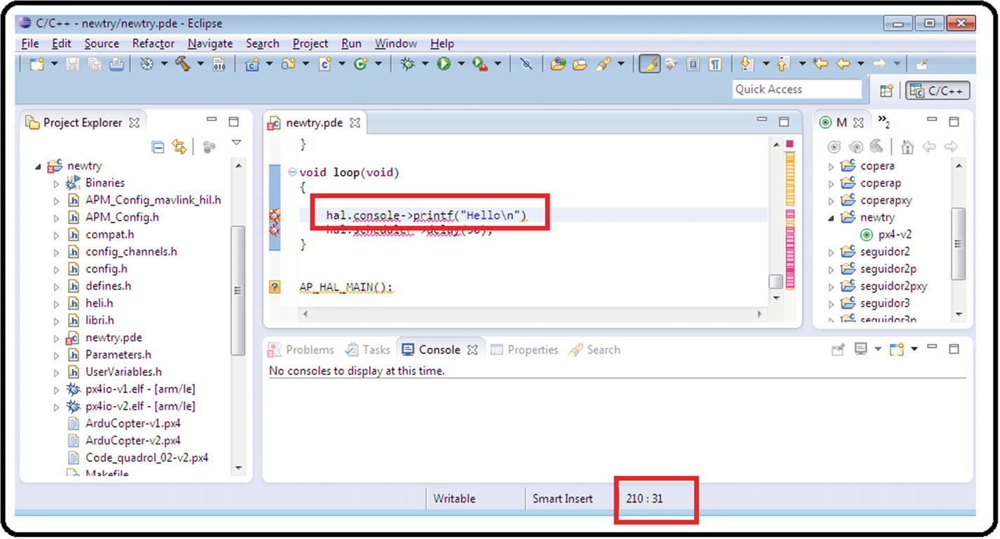 C/C++ - newtry/newtry.pde - Eclipse
File Edit Source Refactor Navigate Search Project Run Window Help
010
Quick Access
C/C++
Project Explorer
newtry
Binaries
APM_Config_mavlink_hil.h
APM_Config.h
compat.h
config_channels.h
config.h
defines.h
heli.h
libri.h
newtry.pde
Parameters.h
UserVariables.h
px4io-v1.elf - [arm/le]
px4io-v2.elf - [arm/le]
ArduCopter-v1.px4
ArduCopter-v2.px4
Code_quadrol_02-v2.px4
Makefile
newtry.pde
}
void loop(void)
{
hal.console->printf("Hello\n")
hal.scheduler->delay(50);
}
AP_HAL_MAIN();
M »2
copera
coperap
coperapxy
newtry
px4-v2
seguidor2
seguidor2p
seguidor2pxy
seguidor3
seguidor3p
Problems Tasks Console Properties Search
No consoles to display at this time.
Writable Smart Insert 210 : 31